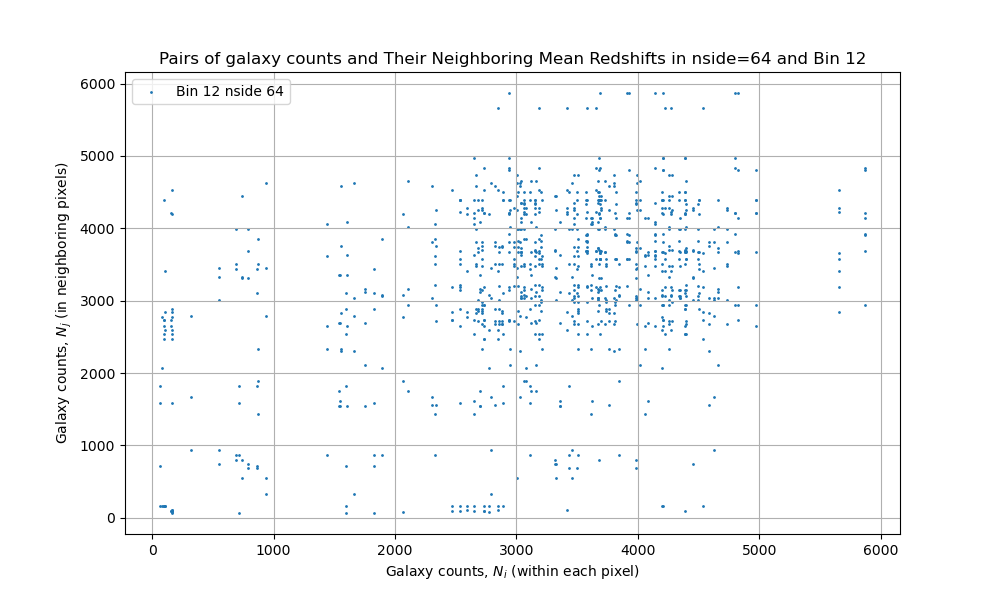 Pairs of galaxy counts and Their Neighboring Mean Redshifts in nside=64 and Bin 12
Bin 12 nside 64
6000
5000
4000
3000
2000
1000
0
Galaxy counts, N_j (in neighboring pixels)
0 1000 2000 3000 4000 5000 6000
Galaxy counts, N_i (within each pixel)